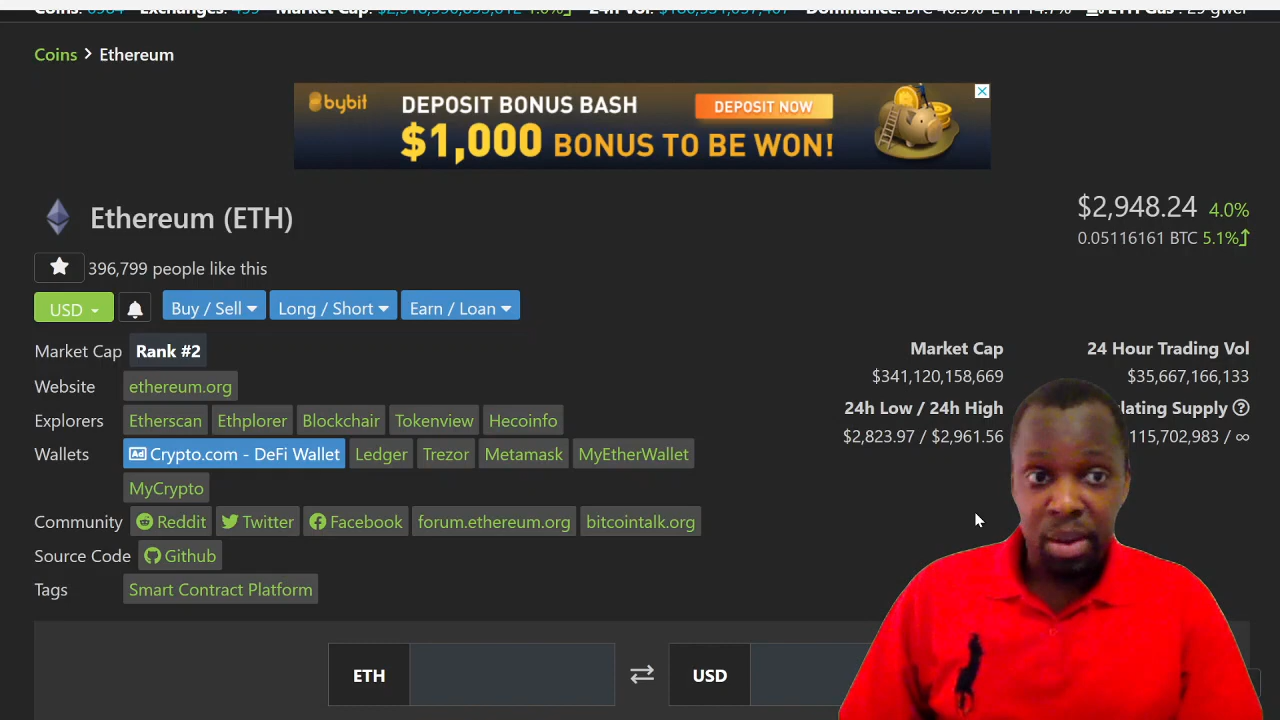 Coins > Ethereum
bybit
DEPOSIT BONUS BASH
DEPOSIT NOW
$1,000 BONUS TO BE WON!
Ethereum (ETH)
$2,948.24 4.0%
0.05116161 BTC 5.1%
396,799 people like this
USD
Buy / Sell
Long / Short
Earn / Loan
Market Cap Rank #2
Website ethereum.org
Explorers Etherscan Ethplorer Blockchair Tokenview Hecoinfo
Wallets Ad Crypto.com - DeFi Wallet Ledger Trezor Metamask MyEtherWallet
MyCrypto
Community Reddit Twitter Facebook forum.ethereum.org bitcointalk.org
Source Code Github
Tags Smart Contract Platform
Market Cap 24 Hour Trading Vol
$341,120,158,669 $35,667,166,133
24h Low / 24h High Supply
$2,823.97 / $2,961.56 115,702,983 / ∞
ETH
USD